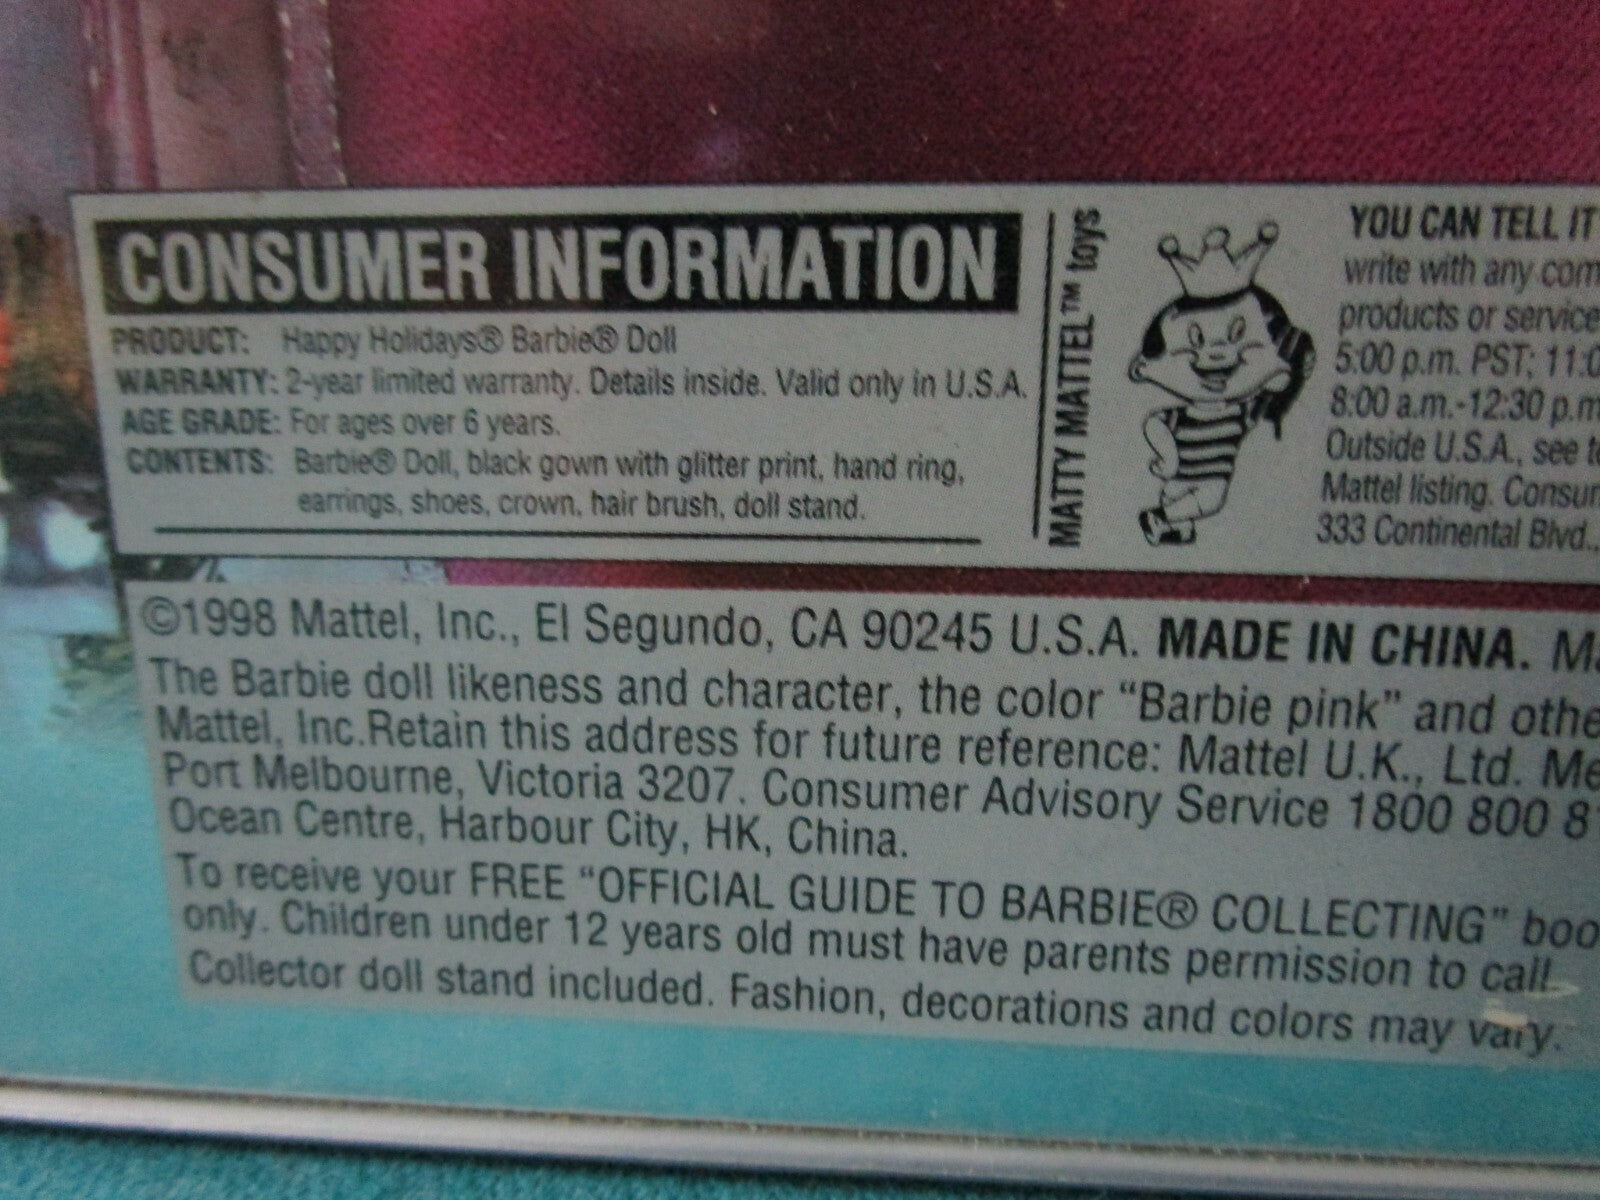 CONSUMER INFORMATION
PRODUCT: Happy Holidays® Barbie® Doll
WARRANTY: 2-year limited warranty. Details inside. Valid only in U.S.A.
AGE GRADE: For ages over 6 years.
CONTENTS: Barbie® Doll, black gown with glitter print, hand ring,
earrings, shoes, crown, hair brush, doll stand.
MATTY MATTEL™ toys
YOU CAN TELL IT
write with any com
products or service
5:00 p.m. PST; 11:0
8:00 a.m.-12:30 p.m
Outside U.S.A., see
Mattel listing. Consu
333 Continental Blvd.,
©1998 Mattel, Inc., El Segundo, CA 90245 U.S.A. MADE IN CHINA. Ma
The Barbie doll likeness and character, the color “Barbie pink” and othe
Mattel, Inc.Retain this address for future reference: Mattel U.K., Ltd. Me
Port Melbourne, Victoria 3207. Consumer Advisory Service 1800 800 8
Ocean Centre, Harbour City, HK, China.
To receive your FREE “OFFICIAL GUIDE TO BARBIE® COLLECTING” boo
only. Children under 12 years old must have parents permission to call.
Collector doll stand included. Fashion, decorations and colors may vary.